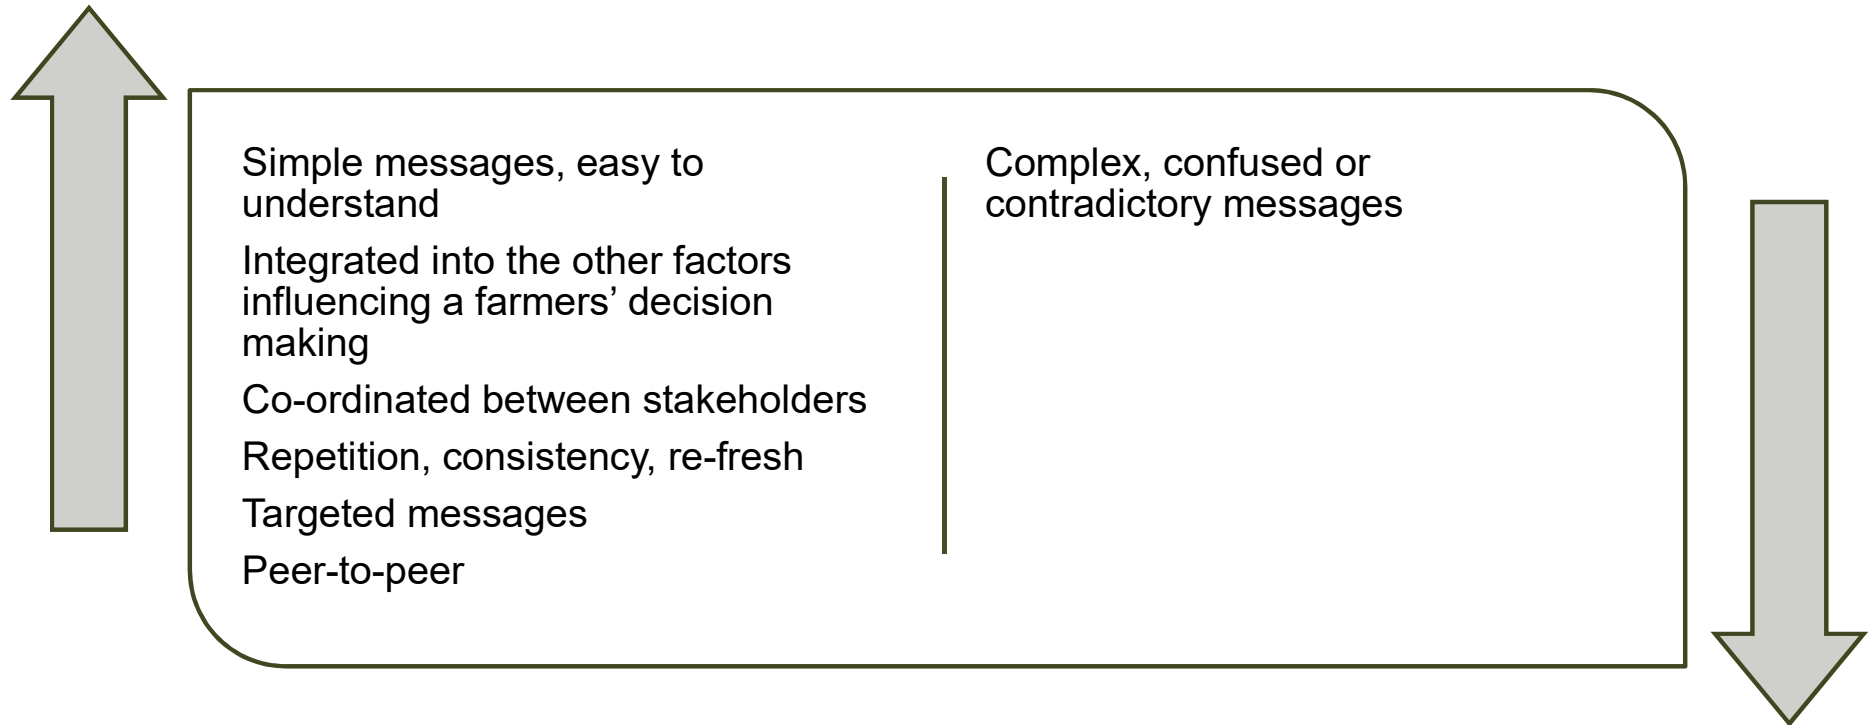 Simple messages, easy to
understand
Integrated into the other factors
influencing a farmers’ decision
making
Co-ordinated between stakeholders
Repetition, consistency, re-fresh
Targeted messages
Peer-to-peer
Complex, confused or
contradictory messages